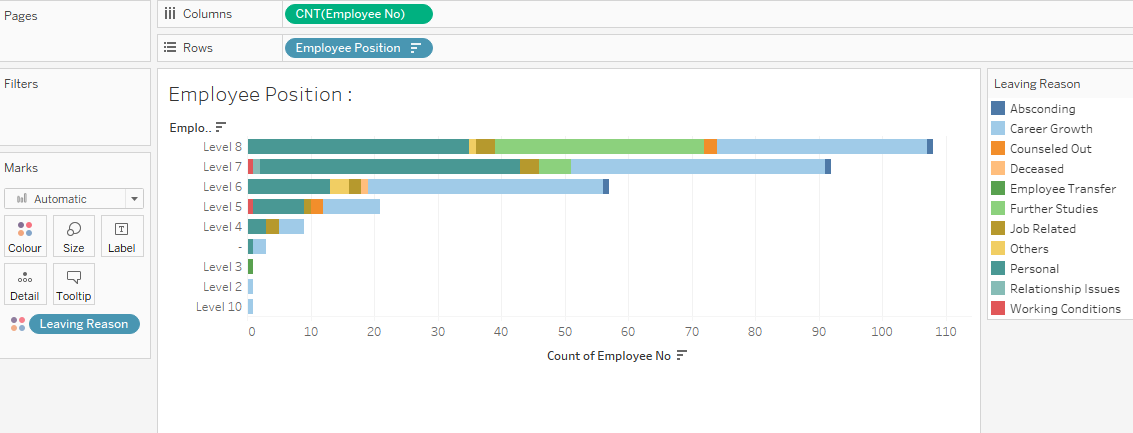 Pages
Columns
CNT(Employee No)
Rows
Employee Position
Filters
Marks
Automatic
Colour
Size
Label
Detail
Tooltip
Leaving Reason
Employee Position :
Emplo..
Level 8
Level 7
Level 6
Level 5
Level 4
-
Level 3
Level 2
Level 10
0 10 20 30 40 50 60 70 80 90 100 110
Count of Employee No
Leaving Reason
Absconding
Career Growth
Counseled Out
Deceased
Employee Transfer
Further Studies
Job Related
Others
Personal
Relationship Issues
Working Conditions